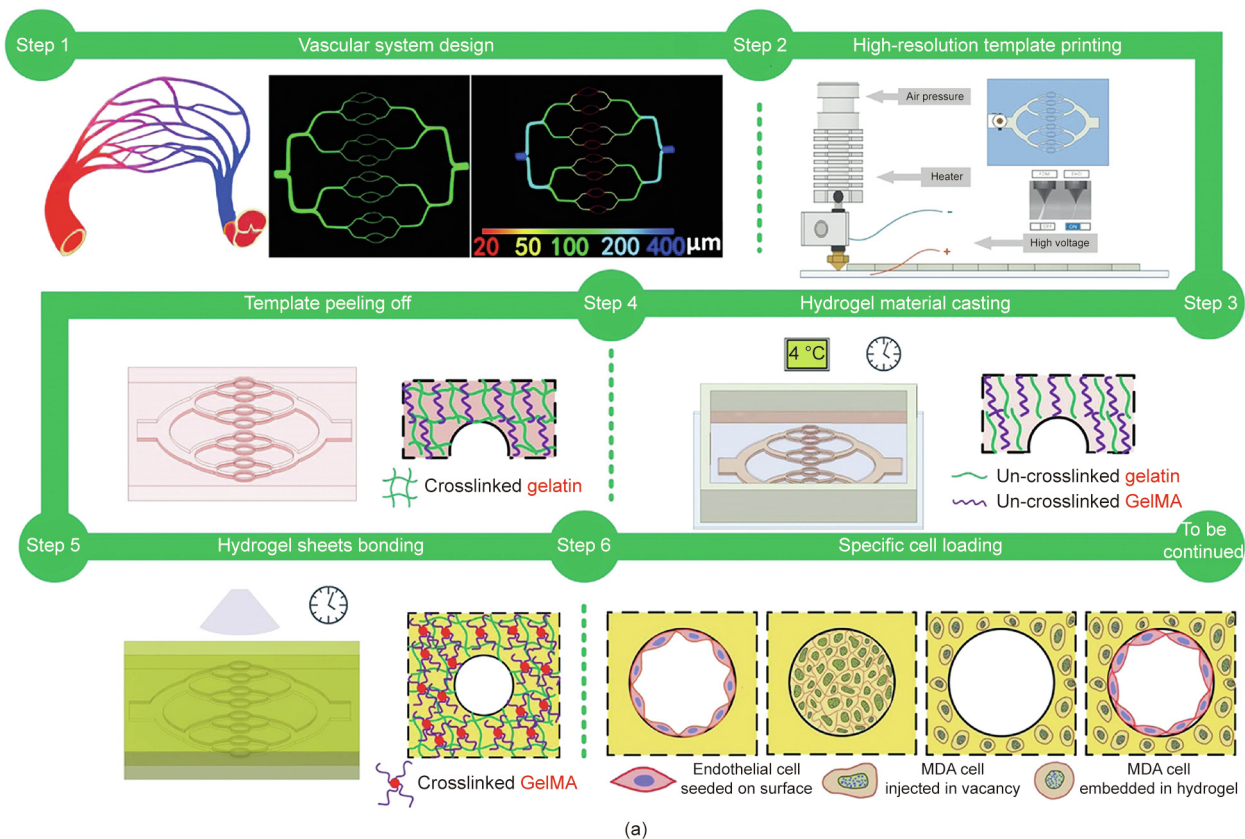 Step 1
Vascular system design
Step 2
High-resolution template printing
Air pressure
Heater
-
OFF
ON
High voltage
+
20 50 100 200 400 μm
Template peeling off
Step 4
Hydrogel material casting
Step 3
4 °C
Crosslinked gelatin
Un-crosslinked gelatin
Un-crosslinked GelMA
Step 5
Hydrogel sheets bonding
Step 6
Specific cell loading
To be
continued
Crosslinked GelMA
Endothelial cell
seeded on surface
MDA cell
injected in vacancy
MDA cell
embedded in hydrogel
(a)